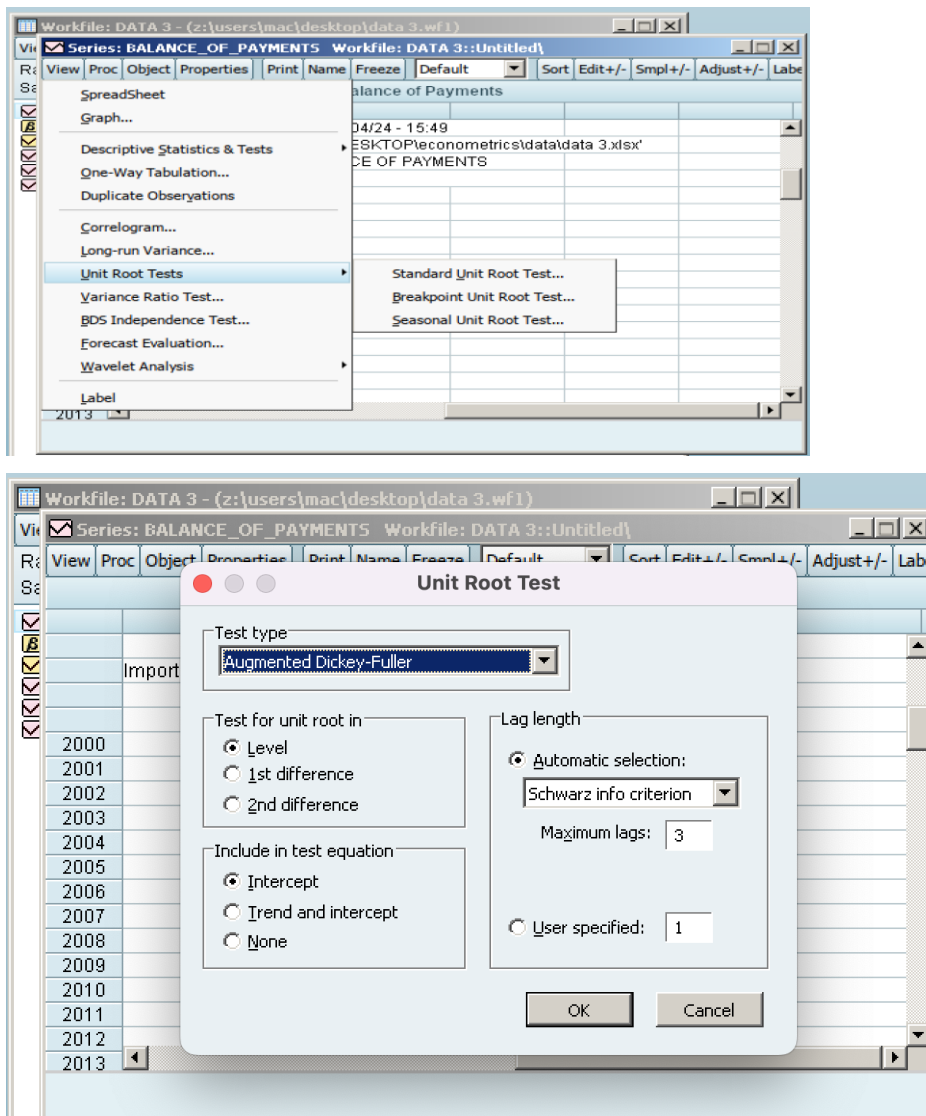 Workfile: DATA 3 - (z:\users\mac\desktop\data 3.wf1)
Series: BALANCE_OF_PAYMENTS Workfile: DATA 3::Untitled\
View Proc Object Properties Print Name Freeze Default Sort Edit+/- Smpl+/- Adjust+/- Labe
SpreadSheet
alance of Payments
Graph...
04/24 - 15:49
ESKTOP\econometrics\data\data 3.xlsx'
Descriptive Statistics & Tests
CE OF PAYMENTS
One-Way Tabulation...
Duplicate Observations
Correlogram...
Long-run Variance...
Unit Root Tests
Standard Unit Root Test...
Variance Ratio Test...
Breakpoint Unit Root Test...
BDS Independence Test...
Seasonal Unit Root Test...
Forecast Evaluation...
Wavelet Analysis
Label
2013
Workfile: DATA 3 - (z:\users\mac\desktop\data 3.wf1)
Series: BALANCE_OF_PAYMENTS Workfile: DATA 3::Untitled\
View Proc Object Properties Print Name Freeze Default Sort Edit+/- Smpl+/- Adjust+/- Lab
Unit Root Test
Test type
Augmented Dickey-Fuller
Import
Test for unit root in
Level
1st difference
2nd difference
Lag length
Automatic selection:
Schwarz info criterion
Maximum lags: 3
User specified: 1
Include in test equation
Intercept
Trend and intercept
None
OK Cancel
2000
2001
2002
2003
2004
2005
2006
2007
2008
2009
2010
2011
2012
2013